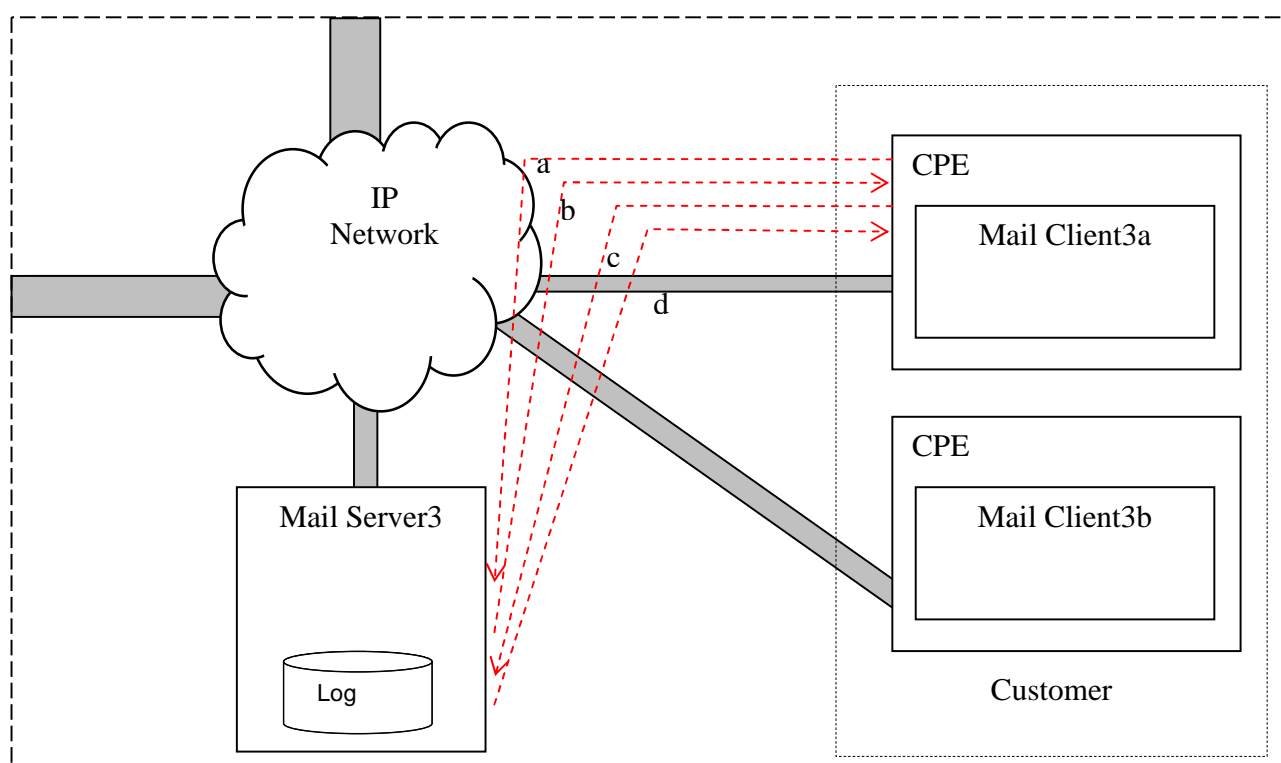 IP
Network
a
b
c
d
CPE
Mail Client3a
CPE
Mail Client3b
Customer
Mail Server3
Log